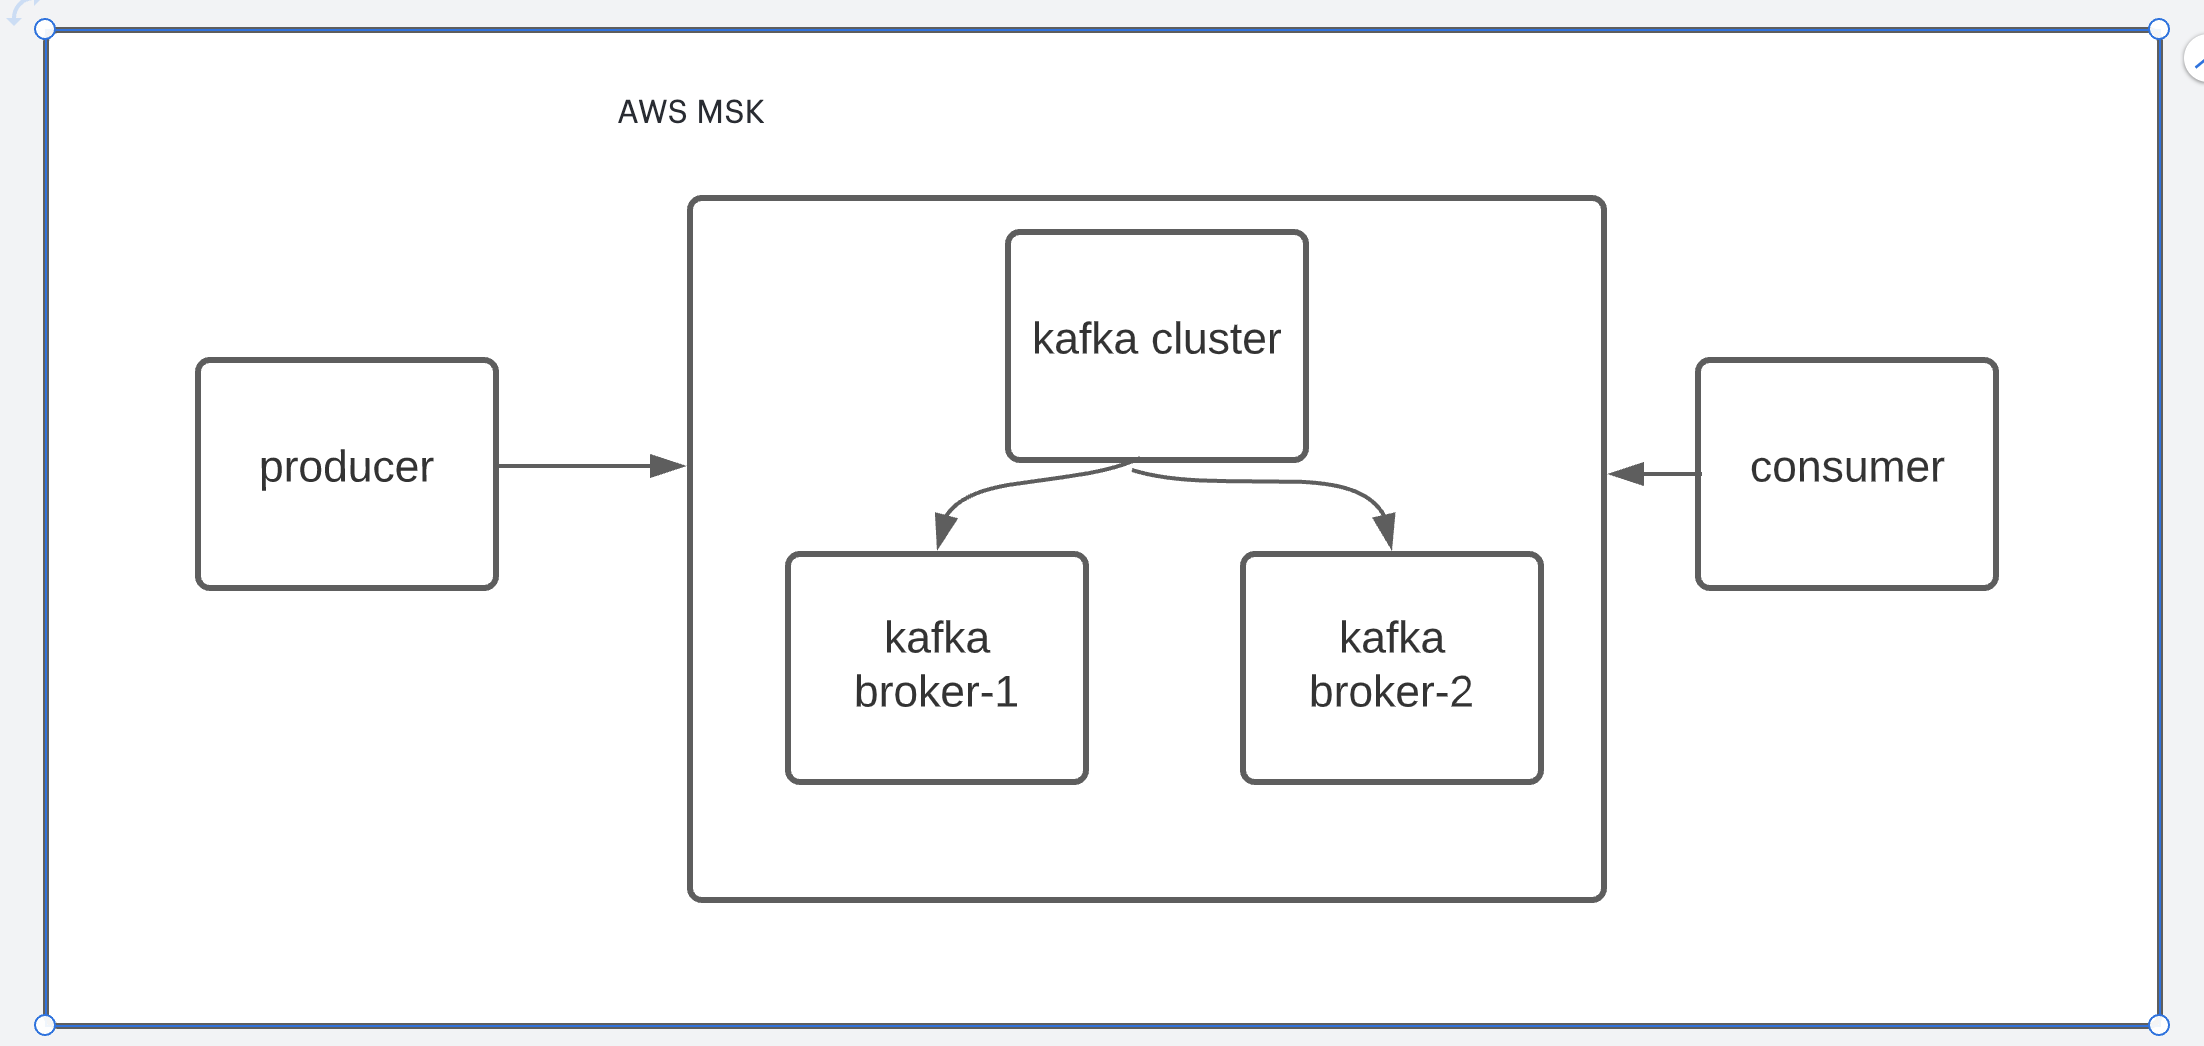 AWS MSK
kafka cluster
producer
consumer
kafka
broker-1
kafka
broker-2